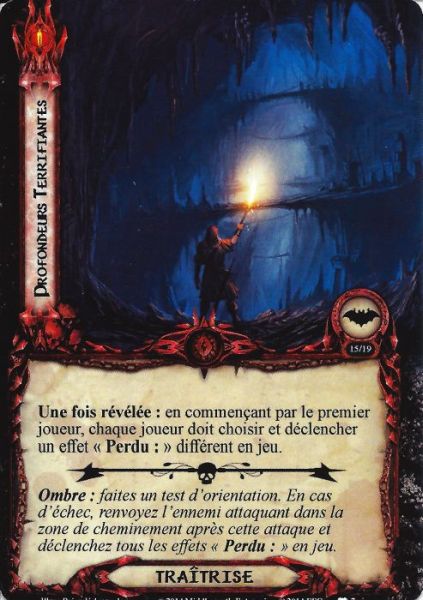 PROFONDEURS TERRIFIANTES
15/19
Une fois révélée : en commençant par le premier
joueur, chaque joueur doit choisir et déclencher
un effet « Perdu : » différent en jeu.
Ombre : faites un test d'orientation. En cas
d'échec, renvoyez l'ennemi attaquant dans la
zone de cheminement après cette attaque et
déclenchez tous les effets « Perdu : » en jeu.
TRAÎTRISE